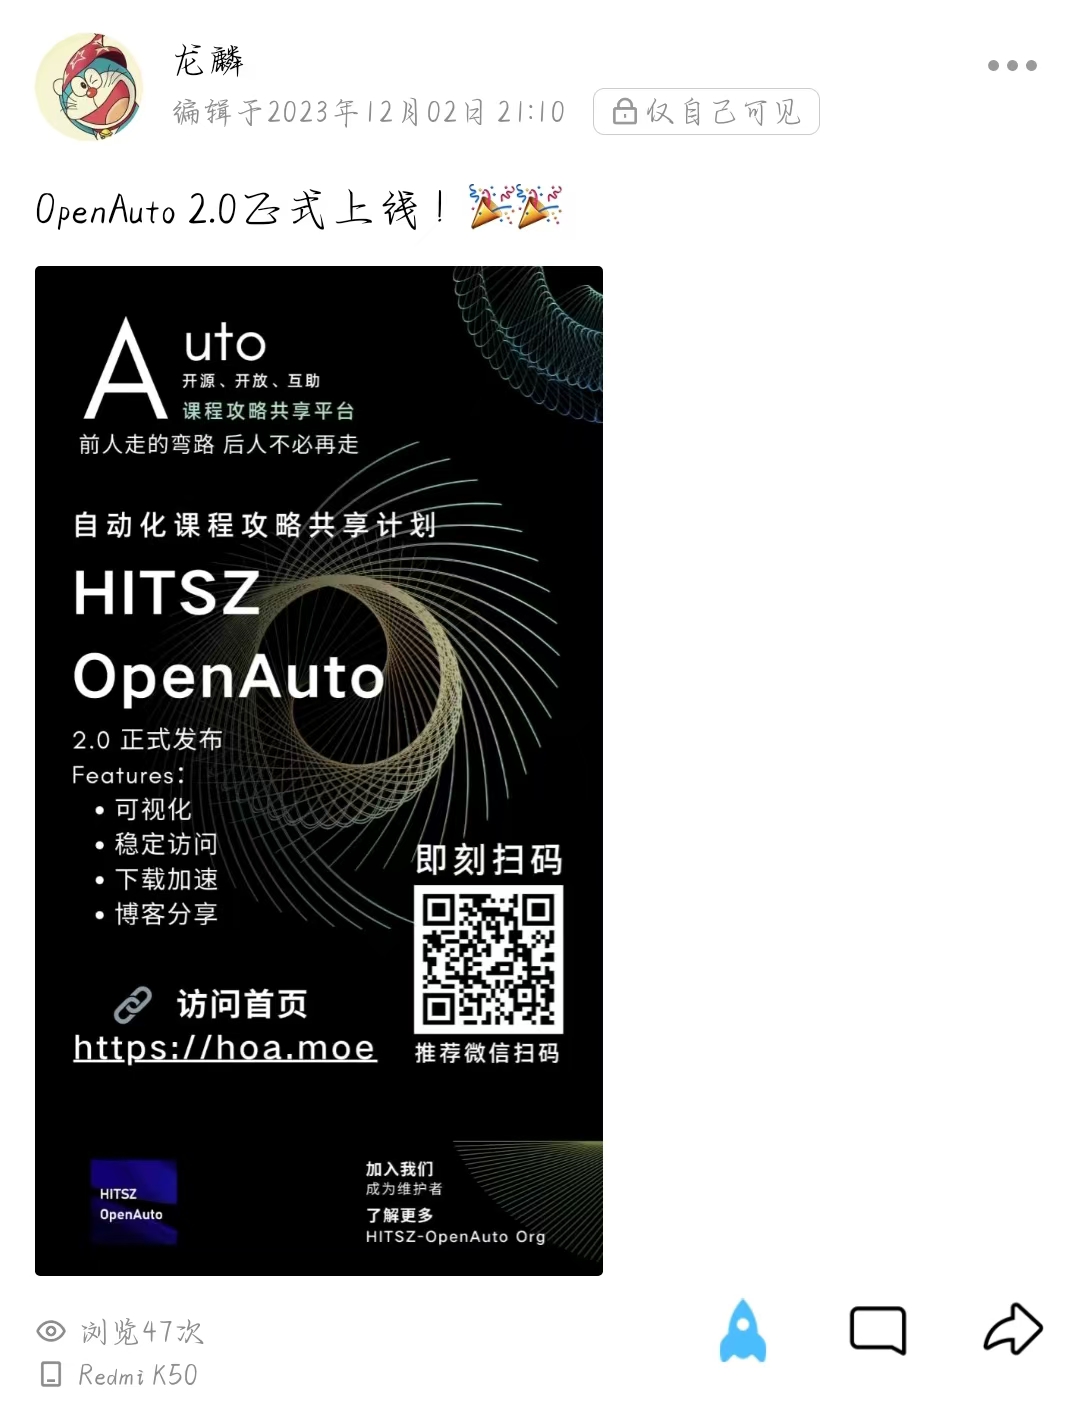 龙麟
编辑于2023年12月02日 21:10 仅自己可见
OpenAuto 2.0正式上线！🎉🎉
Auto
开源、开放、互助
课程攻略共享平台
前人走的弯路 后人不必再走
自动化课程攻略共享计划
HITSZ
OpenAuto
2.0 正式发布
Features：
• 可视化
• 稳定访问
• 下载加速
• 博客分享
即刻扫码
推荐微信扫码
访问首页
https://hoa.moe
HITSZ
OpenAuto
加入我们
成为维护者
了解更多
HITSZ-OpenAuto Org
浏览47次
Redmi K50